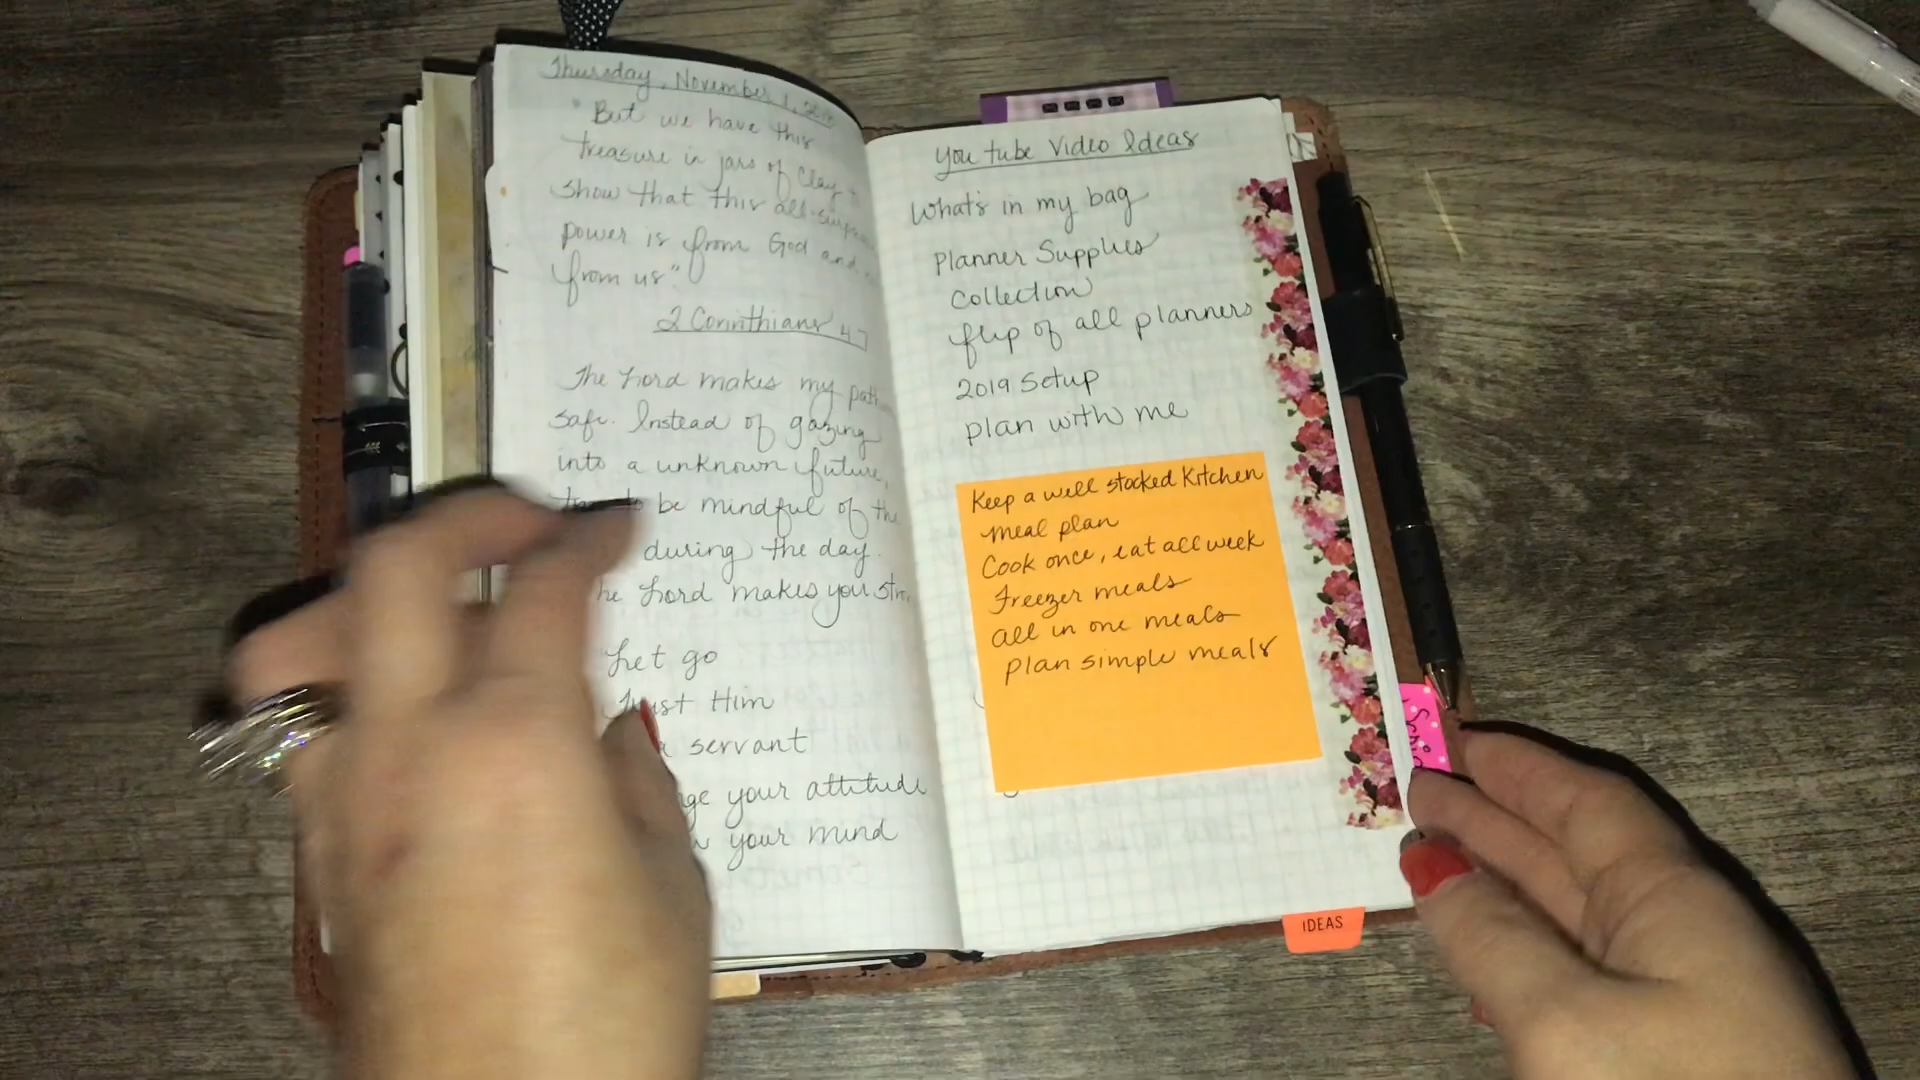 Thursday, November 1,
"But we have this
treasure in jars of clay
show that this
power is from God and
from us"
2 Corinthians 4 7
The Lord makes my
safe. Instead of gazing
into a unknown future,
be mindful of the
during the day.
Lord makes you
Let go
Trust Him
servant
your attitude
your mind
You tube Video Ideas
What's in my bag
Planner Supplies
Collection
flip of all planners
2019 Setup
plan with me
Keep a well stocked Kitchen
meal plan
Cook once, eat all week
Freezer meals
all in one meals
plan simple meals
IDEAS